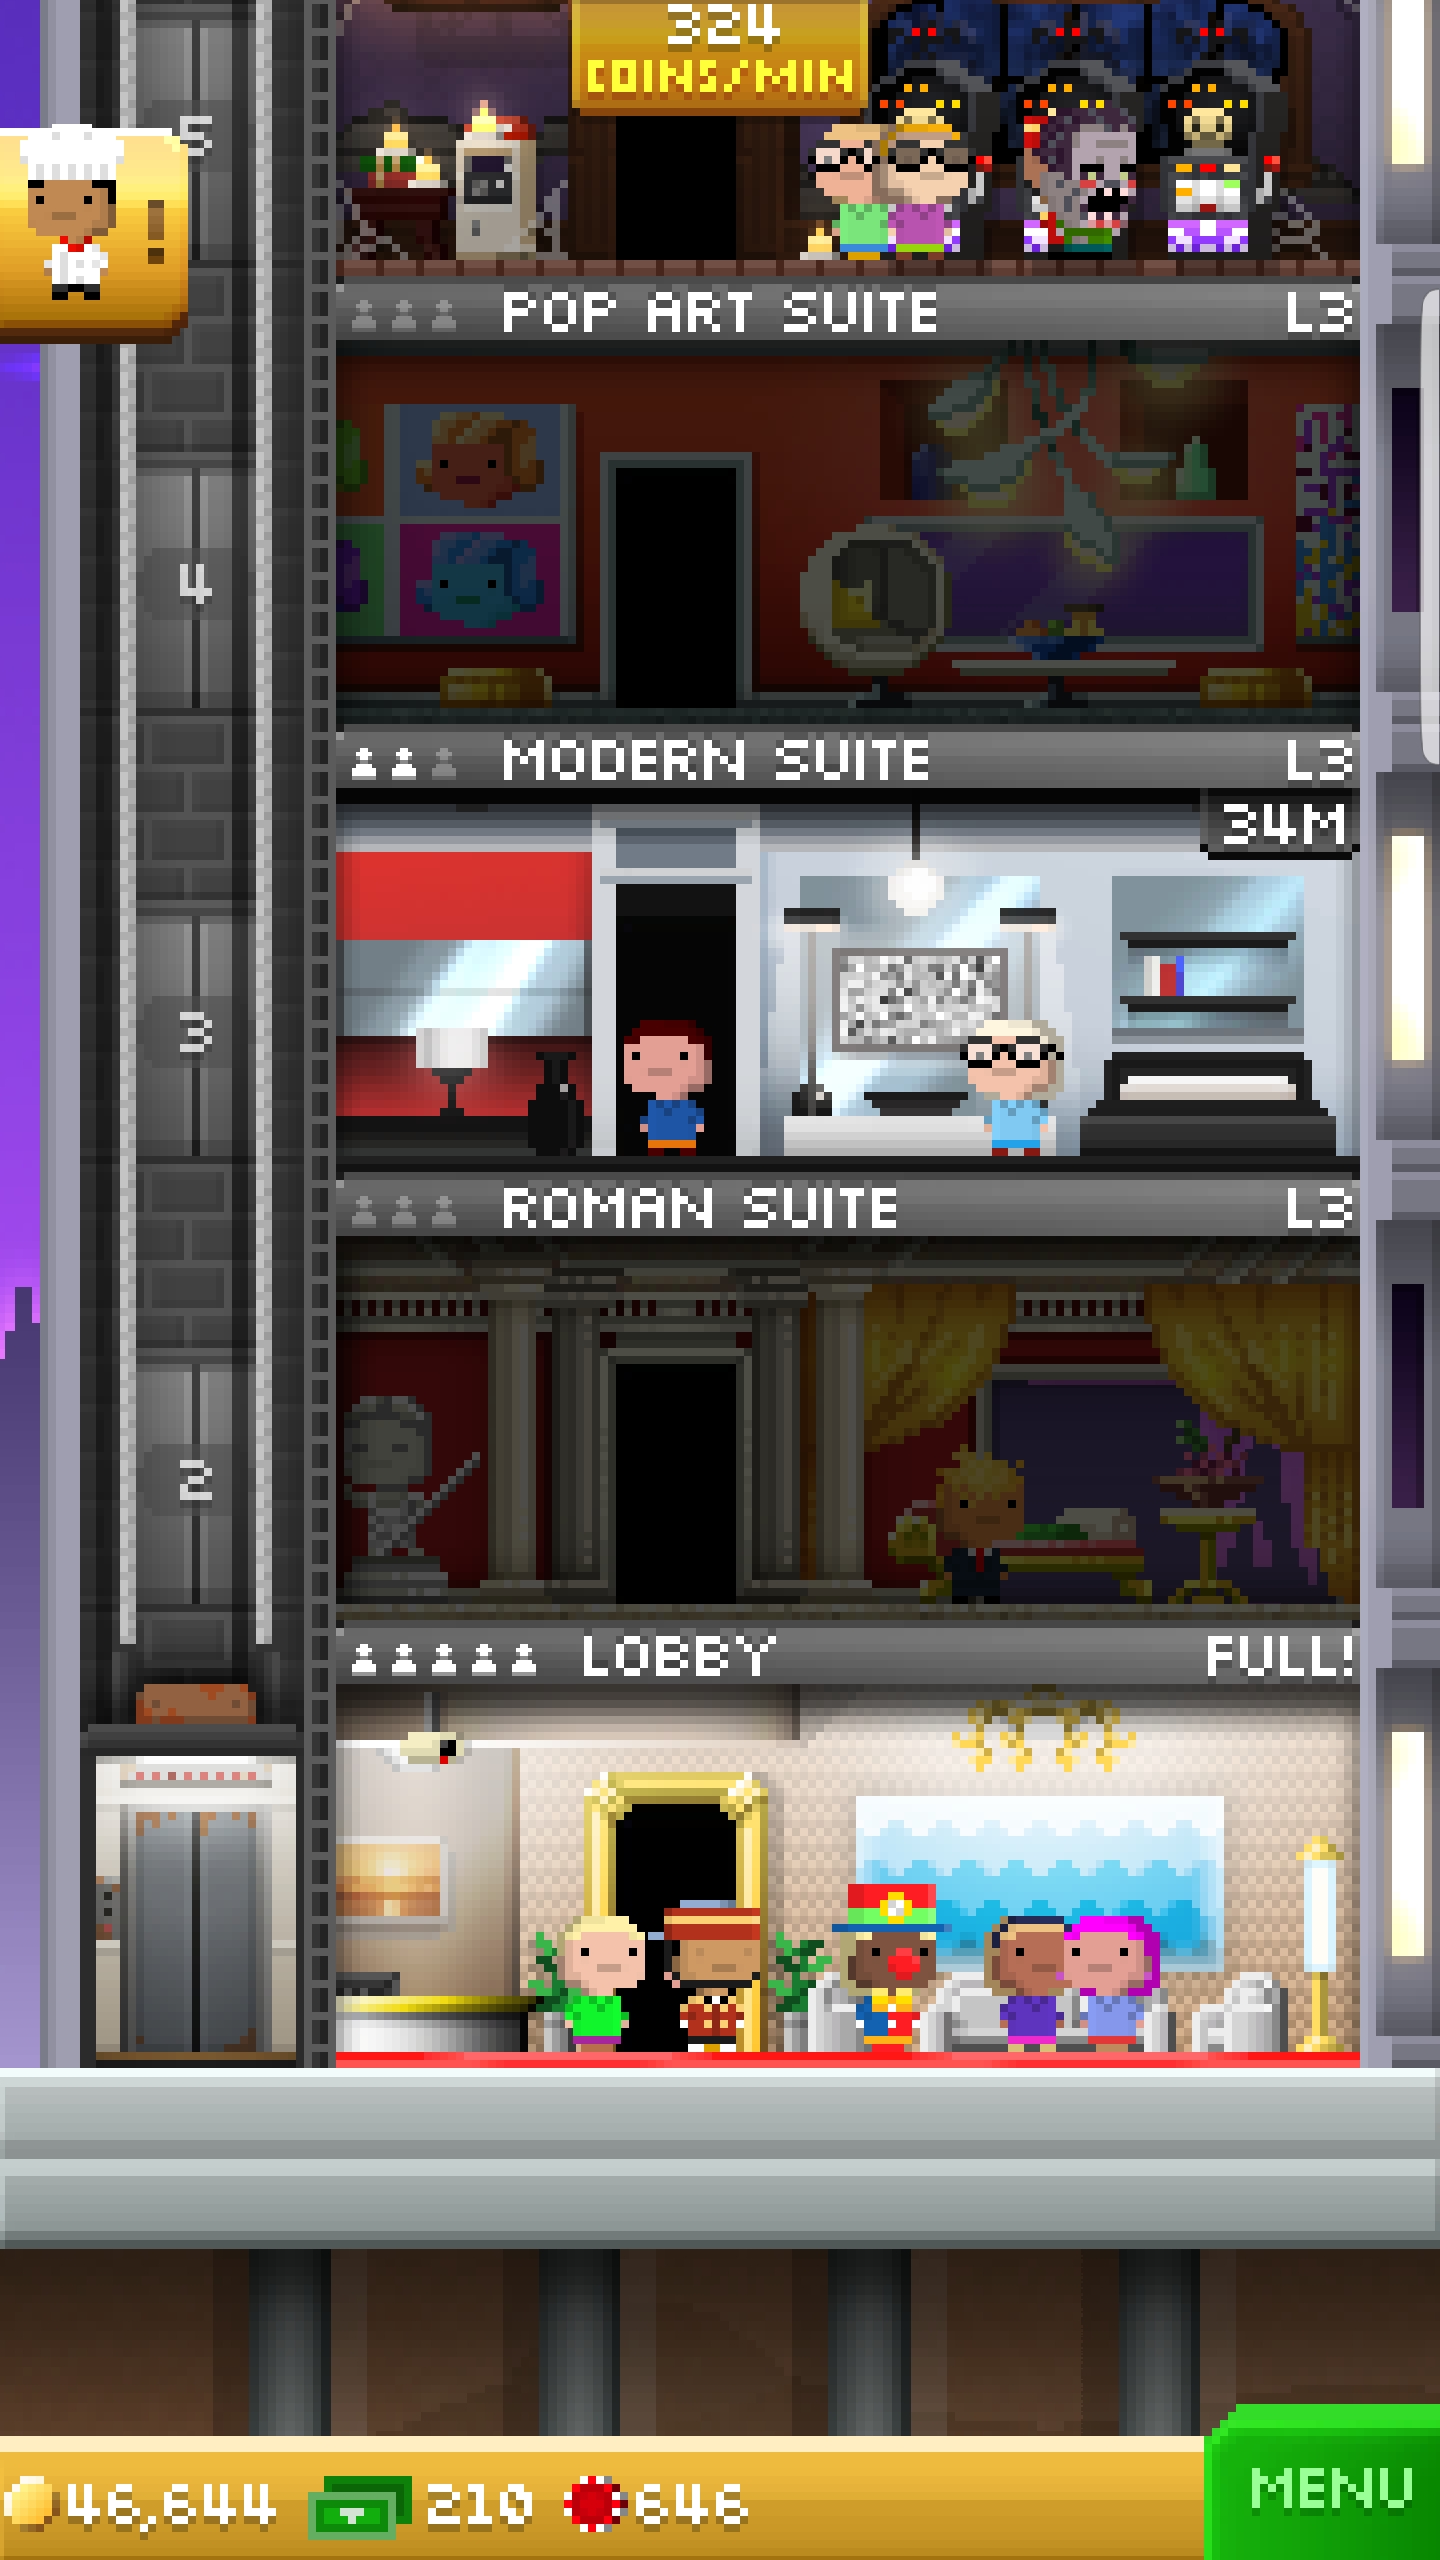 324
COINS/MIN
5
!
POP ART SUITE L3
4
MODERN SUITE L3
34M
3
ROMAN SUITE L3
2
LOBBY FULL!
46,644 210 646
MENU